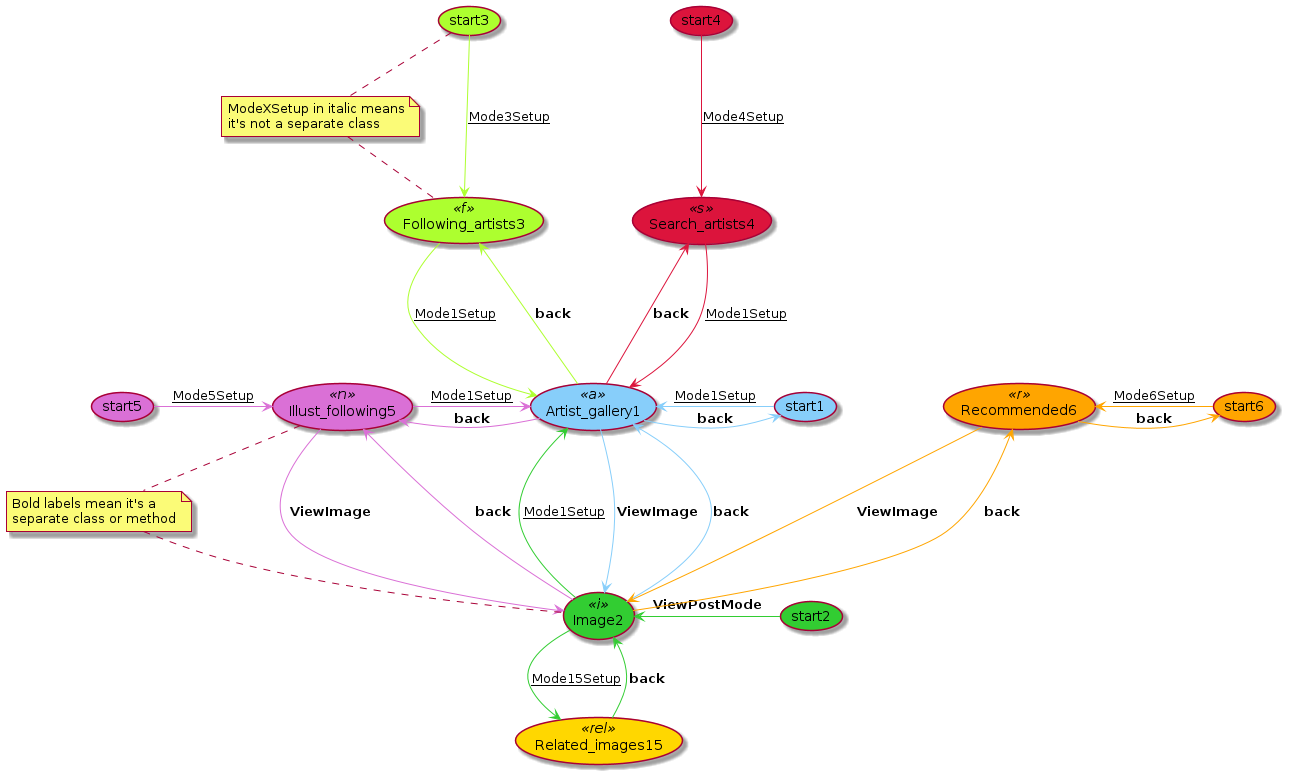 start3
start4
ModeXSetup in italic means
it's not a separate class
Mode3Setup
Mode4Setup
«f»
Following_artists3
«s»
Search_artists4
Mode1Setup
back
back
Mode1Setup
start5
Mode5Setup
«n»
Illust_following5
Mode1Setup
back
«a»
Artist_gallery1
Mode1Setup
back
start1
«r»
Recommended6
Mode6Setup
back
start6
Bold labels mean it's a
separate class or method
ViewImage
back
Mode1Setup
ViewImage
back
ViewImage
back
«i»
Image2
ViewPostMode
start2
Mode15Setup
back
«rel»
Related_images15